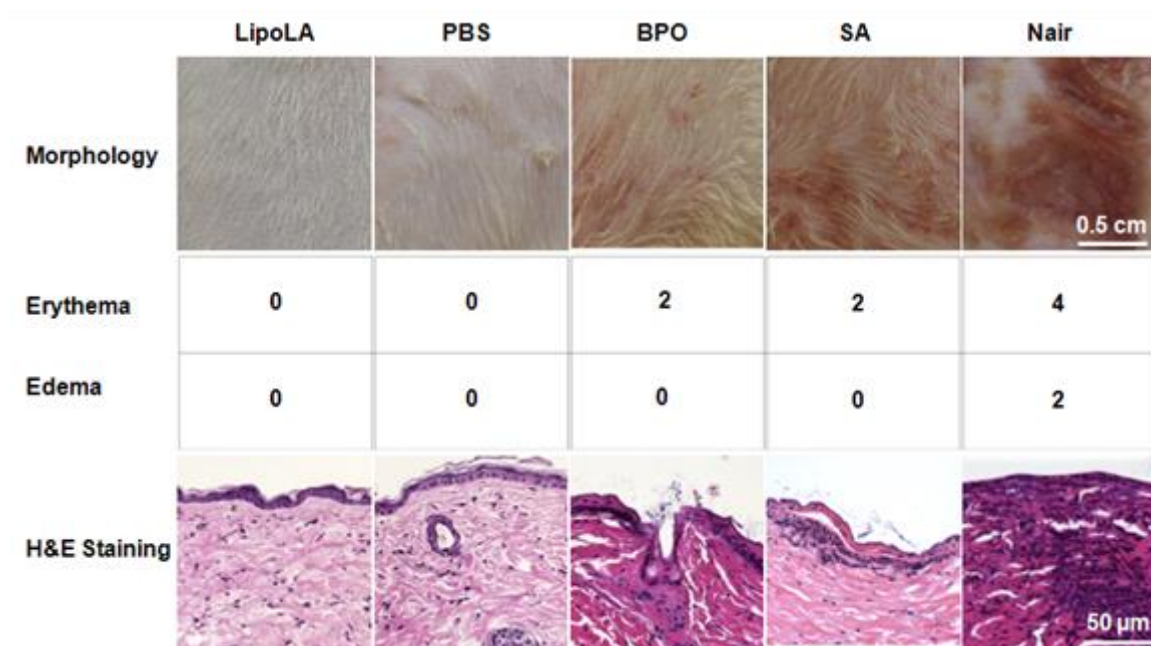 LipoLA PBS BPO SA Nair
Morphology
0.5 cm
Erythema 0 0 2 2 4
Edema 0 0 0 0 2
H&E Staining
50 µm